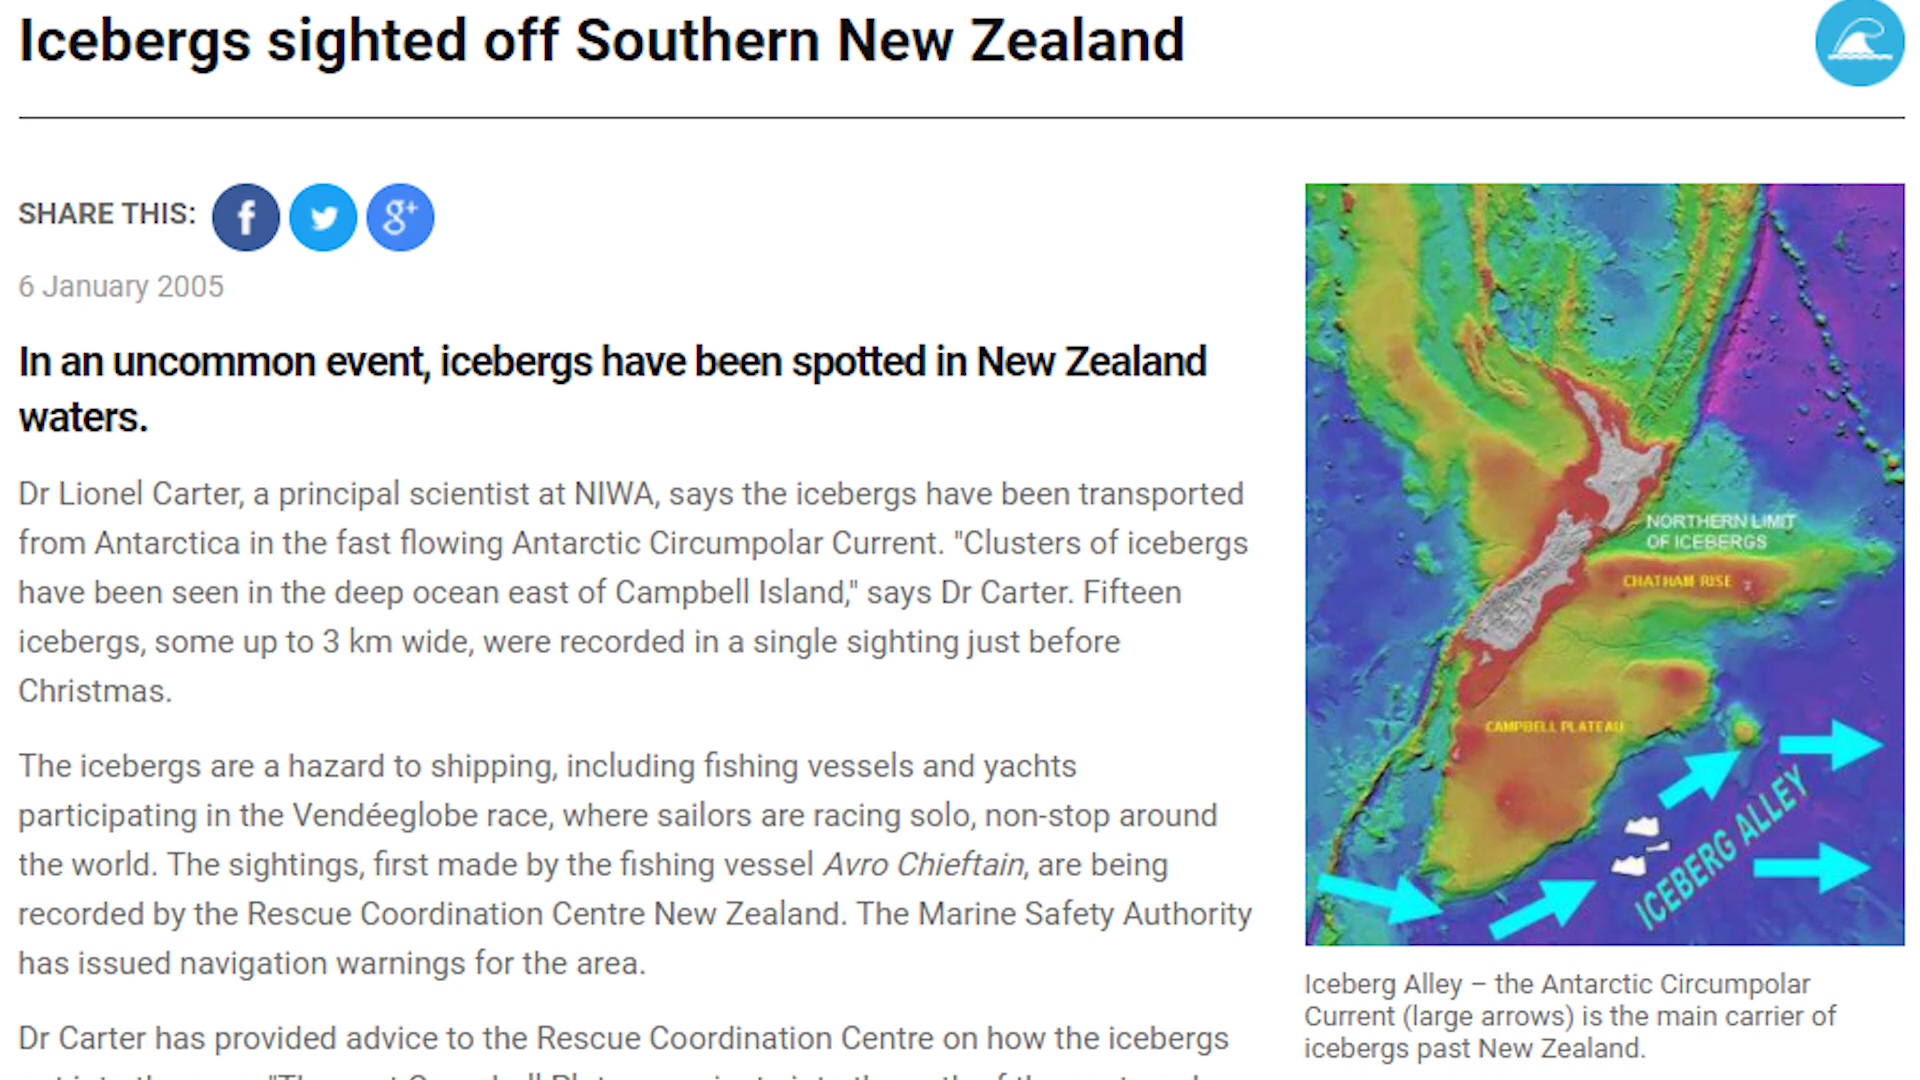 Icebergs sighted off Southern New Zealand
SHARE THIS:
f
g+
6 January 2005
In an uncommon event, icebergs have been spotted in New Zealand
waters.
Dr Lionel Carter, a principal scientist at NIWA, says the icebergs have been transported
from Antarctica in the fast flowing Antarctic Circumpolar Current. "Clusters of icebergs
have been seen in the deep ocean east of Campbell Island," says Dr Carter. Fifteen
icebergs, some up to 3 km wide, were recorded in a single sighting just before
Christmas.
The icebergs are a hazard to shipping, including fishing vessels and yachts
participating in the Vendéeglobe race, where sailors are racing solo, non-stop around
the world. The sightings, first made by the fishing vessel Avro Chieftain, are being
recorded by the Rescue Coordination Centre New Zealand. The Marine Safety Authority
has issued navigation warnings for the area.
Dr Carter has provided advice to the Rescue Coordination Centre on how the icebergs
NORTHERN LIMIT
OF ICEBERGS
CHATHAM RISE
CAMPBELL PLATEAU
ICEBERG ALLEY
Iceberg Alley – the Antarctic Circumpolar
Current (large arrows) is the main carrier of
icebergs past New Zealand.